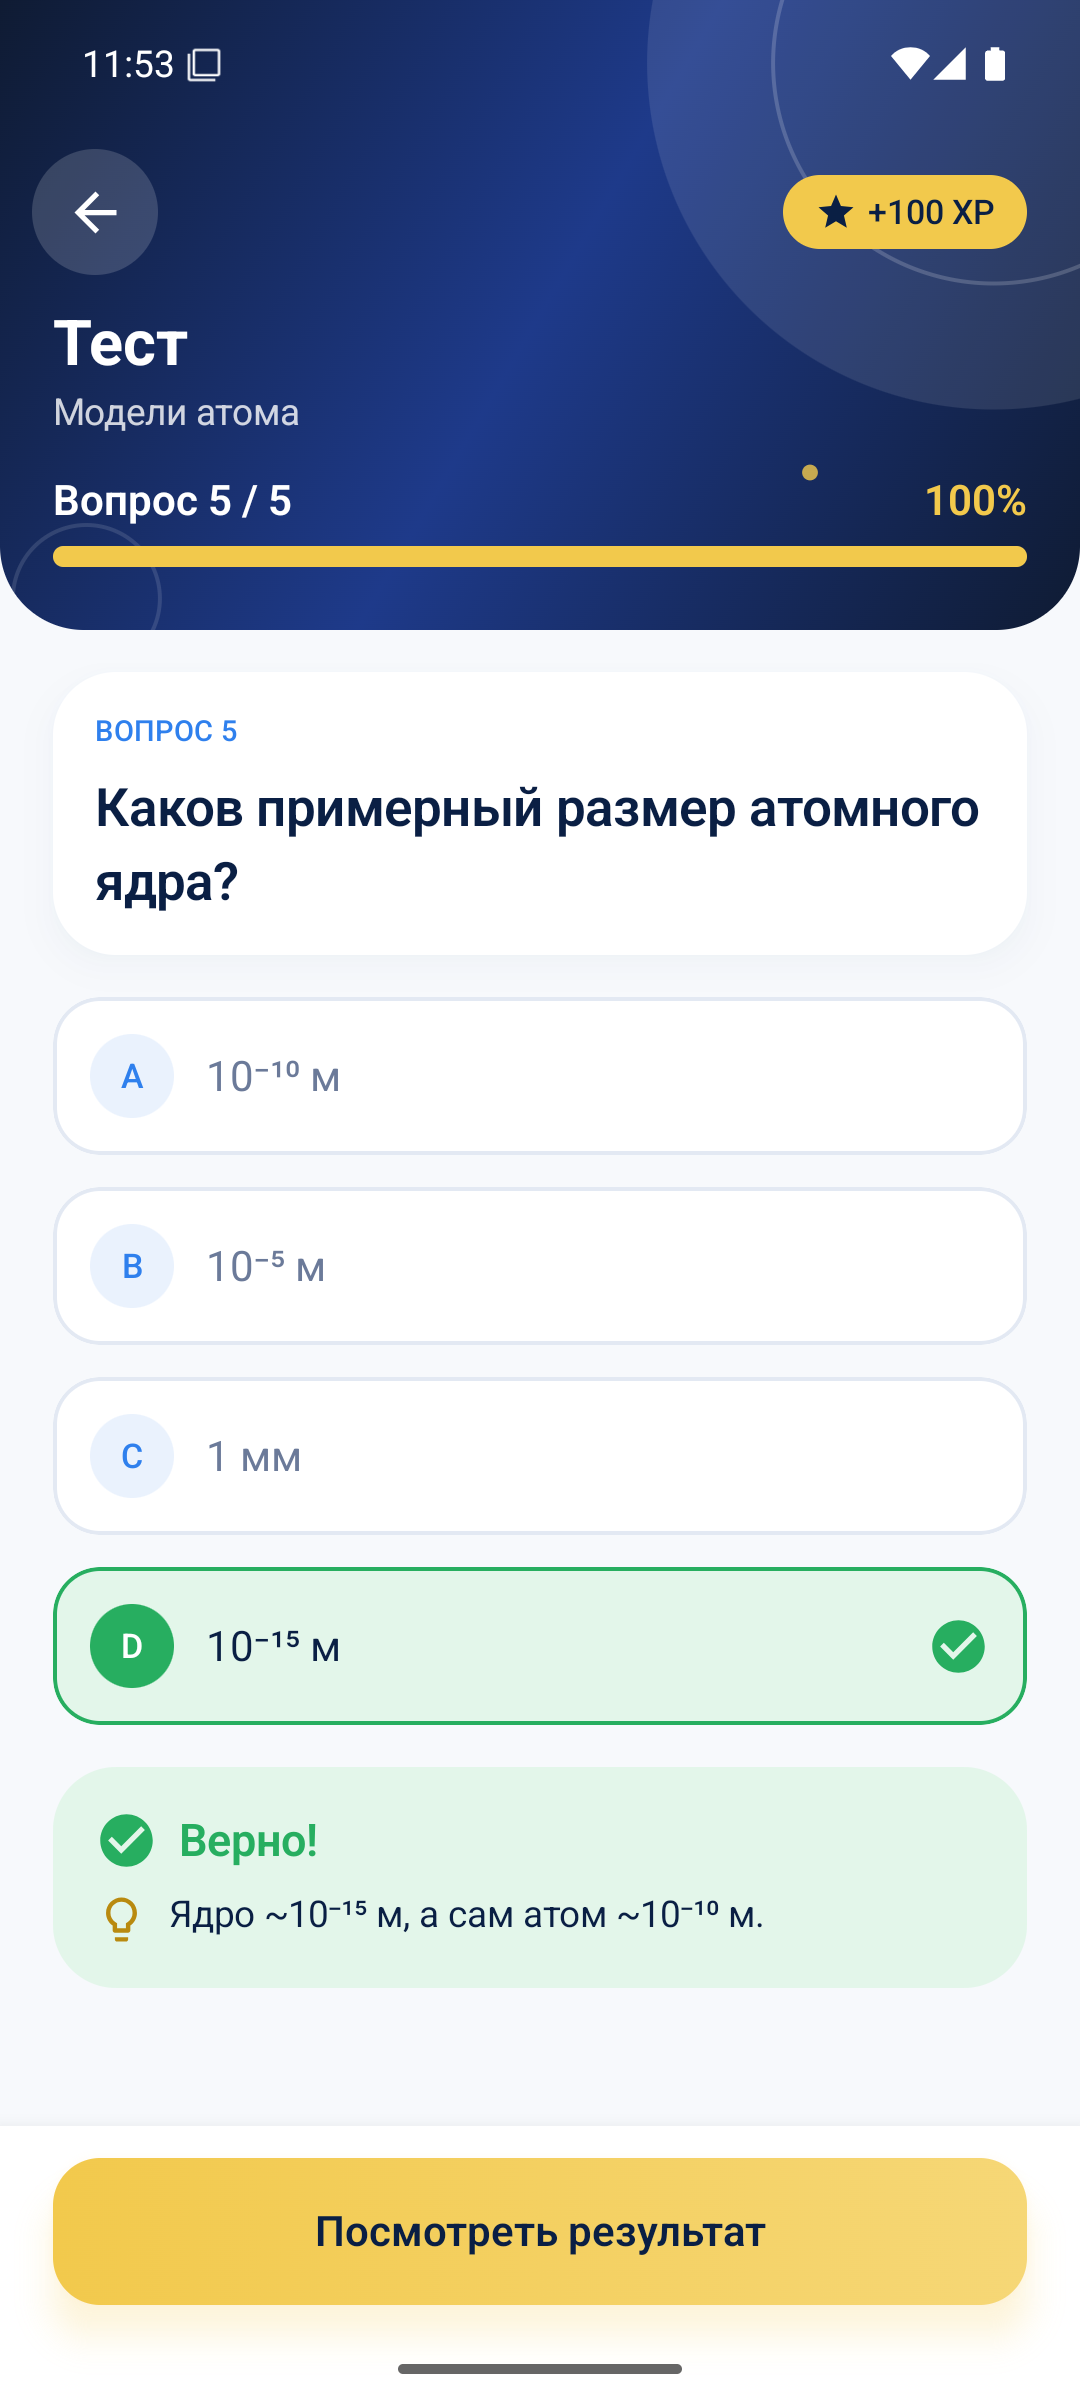 11:53
+100 XP
Тест
Модели атома
Вопрос 5 / 5
100%
ВОПРОС 5
Каков примерный размер атомного
ядра?
A
10⁻¹⁰ м
B
10⁻⁵ м
C
1 мм
D
10⁻¹⁵ м
Верно!
Ядро ~10⁻¹⁵ м, а сам атом ~10⁻¹⁰ м.
Посмотреть результат